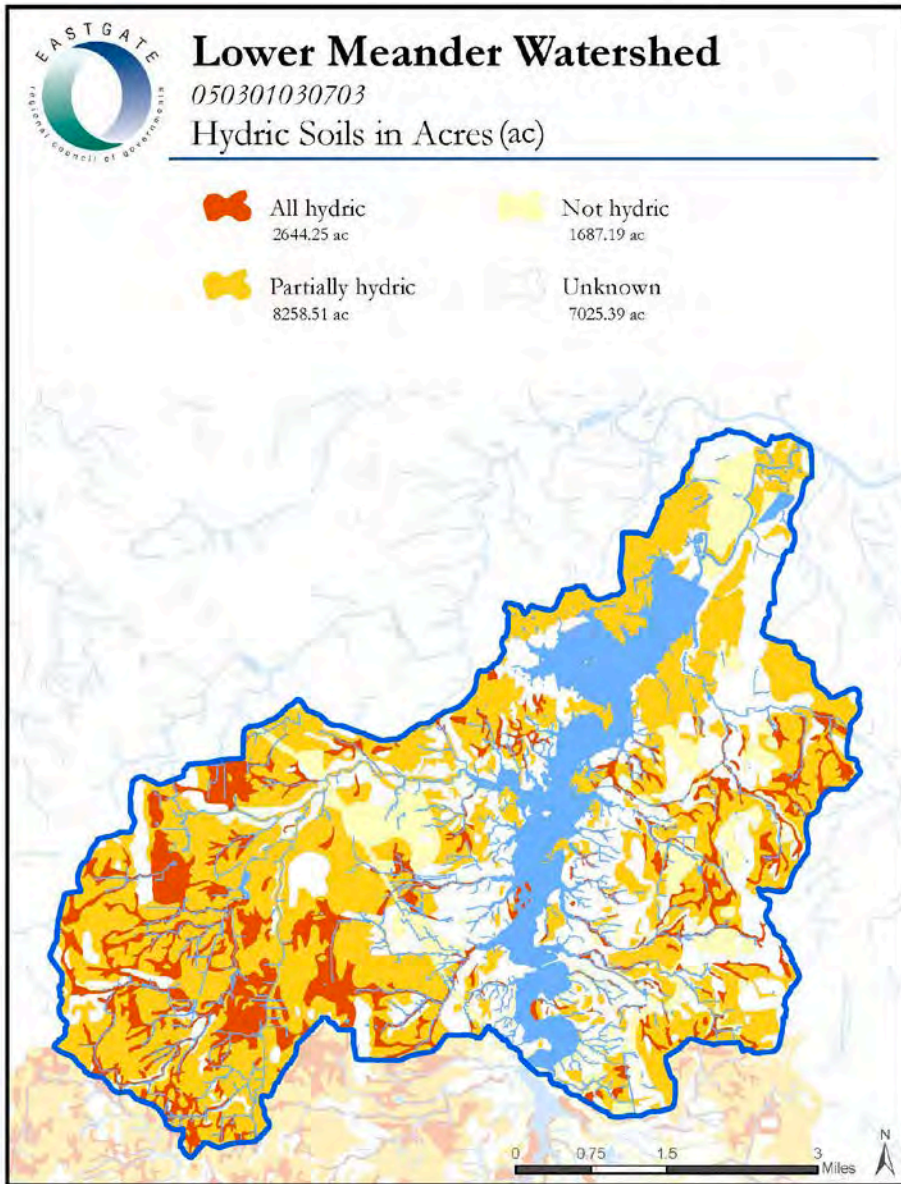 EASTGATE
regional council of governments
Lower Meander Watershed
050301030703
Hydric Soils in Acres (ac)
All hydric
2644.25 ac
Not hydric
1687.19 ac
Partially hydric
8258.51 ac
Unknown
7025.39 ac
N
0 0.75 1.5 3
Miles